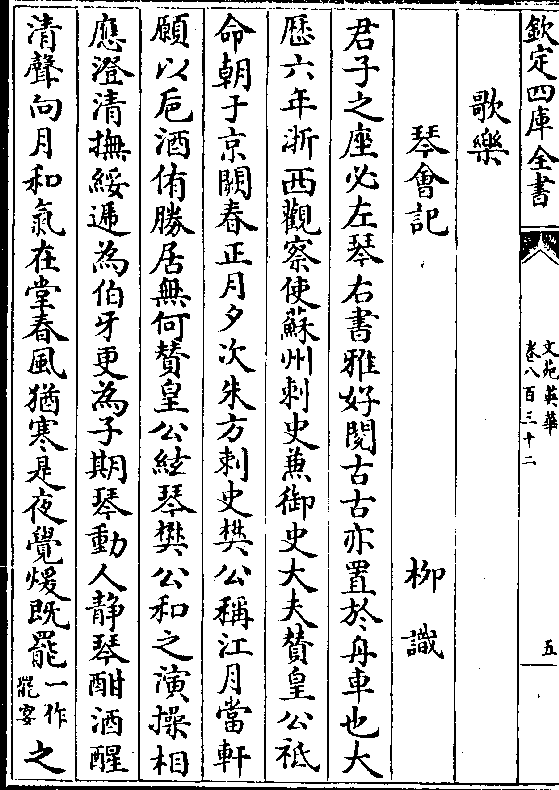 欽定四庫全書
文苑英華
卷八百三十二
五
歌樂
琴會記
柳識
君子之座必左琴右書雅好閱古古亦置於舟車也大
歴六年浙西觀察使蘇州刺史兼御史大夫贊皇公祗
命朝于京闕春正月夕次朱方刺史樊公稱江月當軒
願以巵酒侑勝居無何贊皇公絃琴樊公和之演操相
應澄清撫綏遞為伯牙更為子期琴動人静琴酣酒醒
清聲向月和氣在堂春風猶寒是夜覺煖既罷一作罷宴之